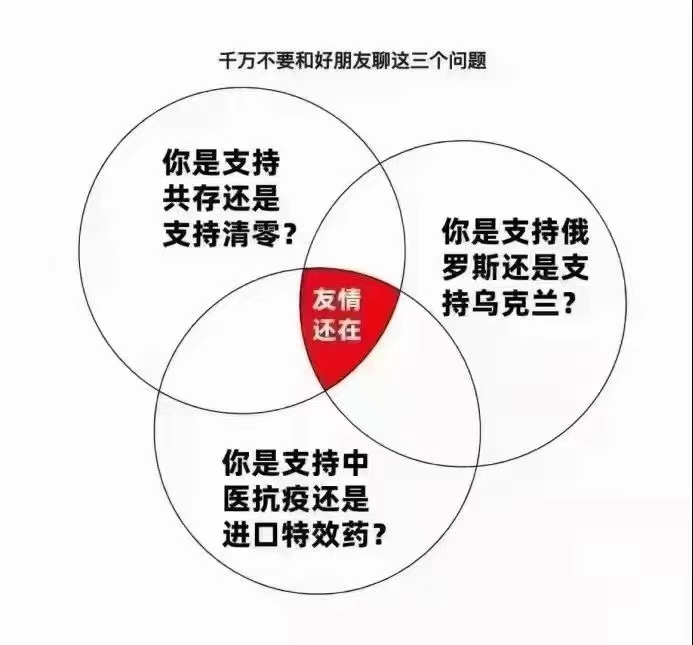 千万不要和好朋友聊这三个问题
你是支持
共存还是
支持清零？
你是支持俄
罗斯还是支
持乌克兰？
友情
还在
你是支持中
医抗疫还是
进口特效药？